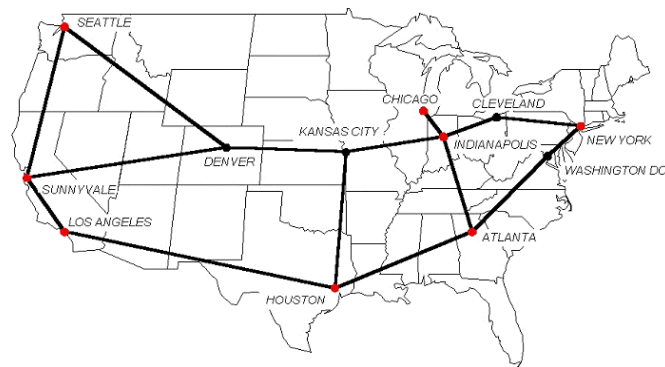 SEATTLE
CHICAGO
CLEVELAND
KANSAS CITY
NEW YORK
INDIANAPOLIS
DENVER
WASHINGTON DC
SUNNYVALE
LOS ANGELES
ATLANTA
HOUSTON